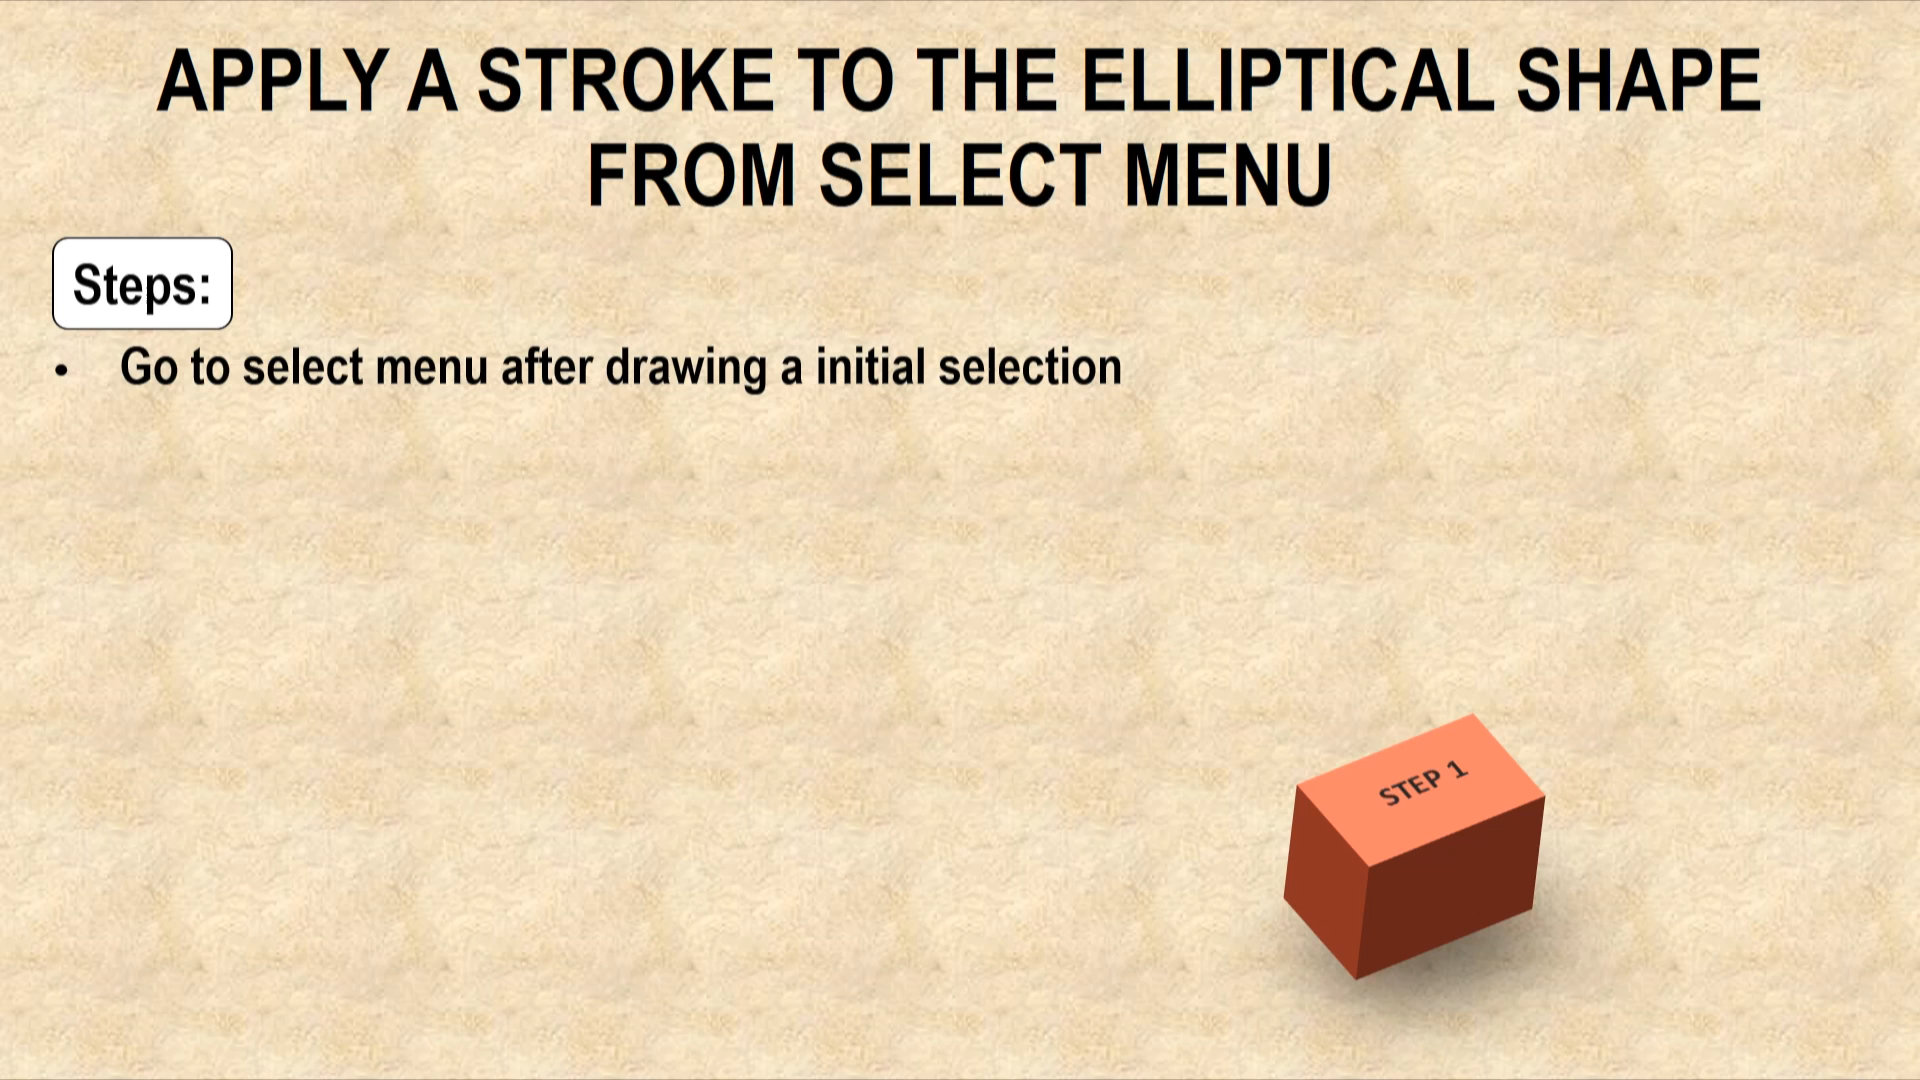 APPLY A STROKE TO THE ELLIPTICAL SHAPE
FROM SELECT MENU
Steps:
• Go to select menu after drawing a initial selection
STEP 1